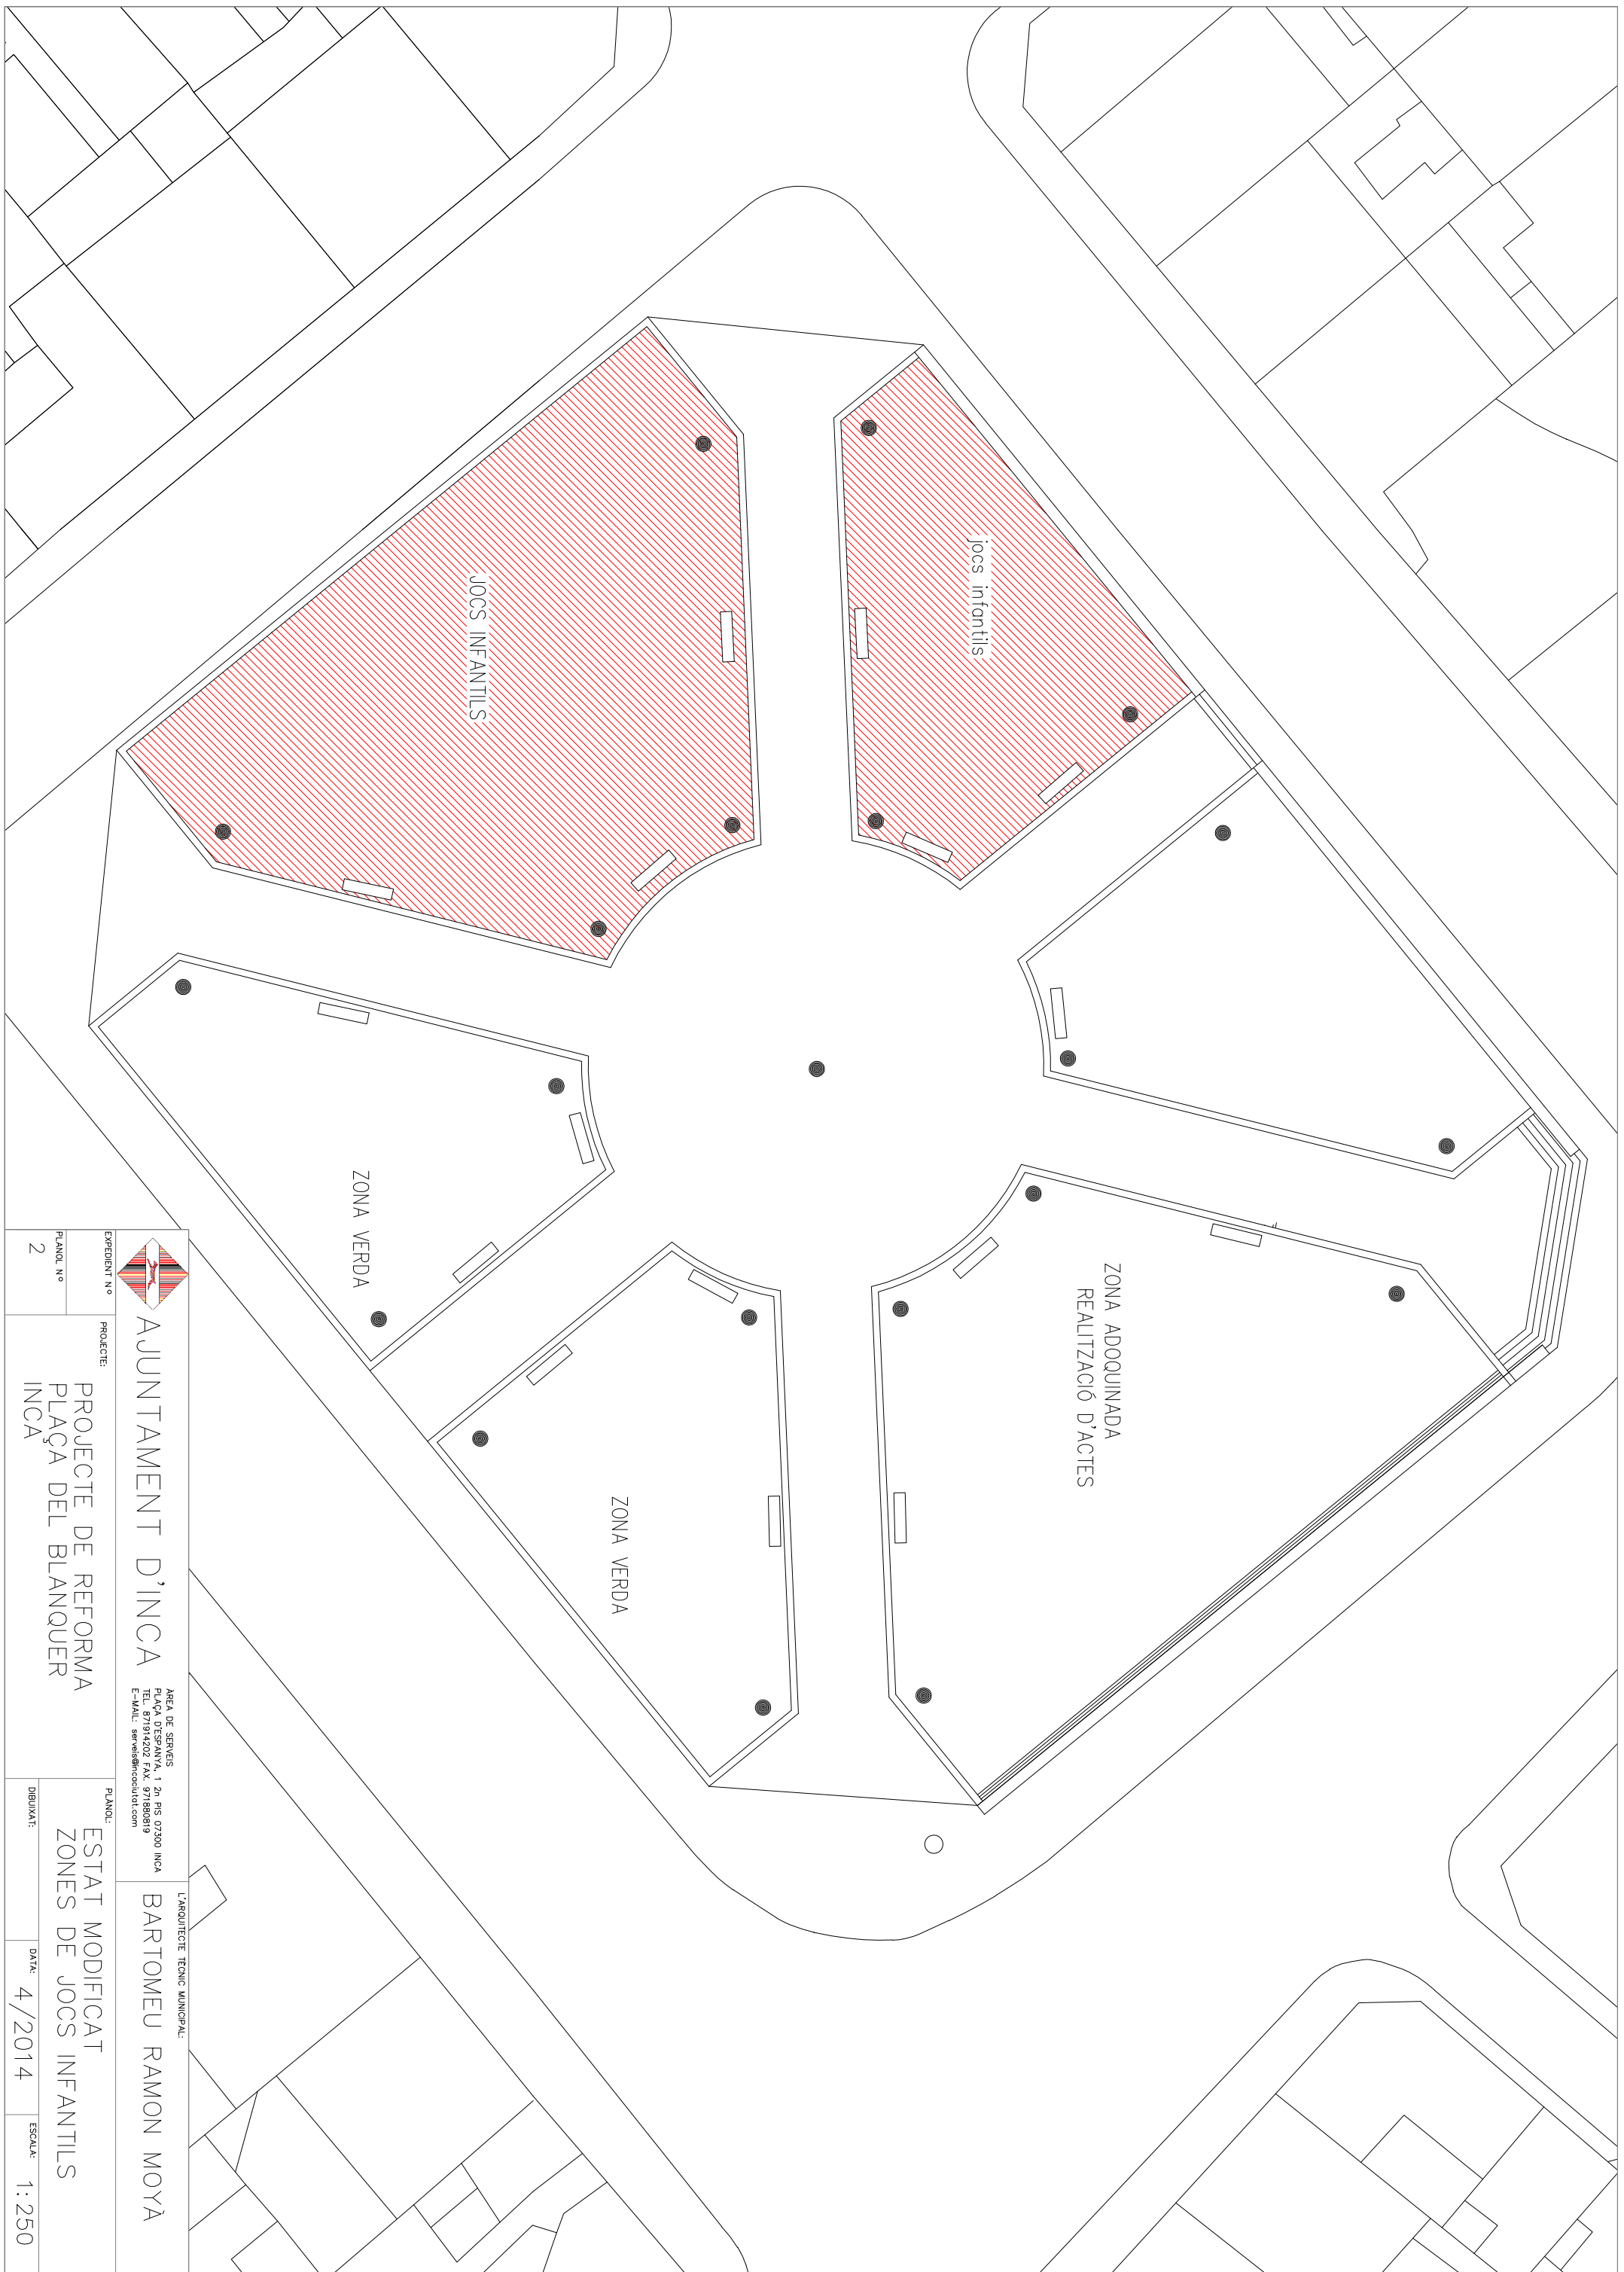 jocs infantils
JOCS INFANTILS
ZONA ADOQUINADA
REALITZACIÓ D'ACTES
ZONA VERDA
ZONA VERDA
AJUNTAMENT D'INCA
ÀREA DE SERVEIS
PLAÇA D'ESPANYA, 1 2n PIS 07300 INCA
TEL. 871914202 FAX. 971880819
E-MAIL: serveis@incaciutat.com
L'ARQUITECTE TÈCNIC MUNICIPAL:
BARTOMEU RAMON MOYÀ
EXPEDIENT Nº
PLANOL Nº
2
PROJECTE:
PROJECTE DE REFORMA
PLAÇA DEL BLANQUER
INCA
PLÀNOL:
ESTAT MODIFICAT
ZONES DE JOCS INFANTILS
DIBUIXAT:
DATA: 4/2014
ESCALA: 1:250